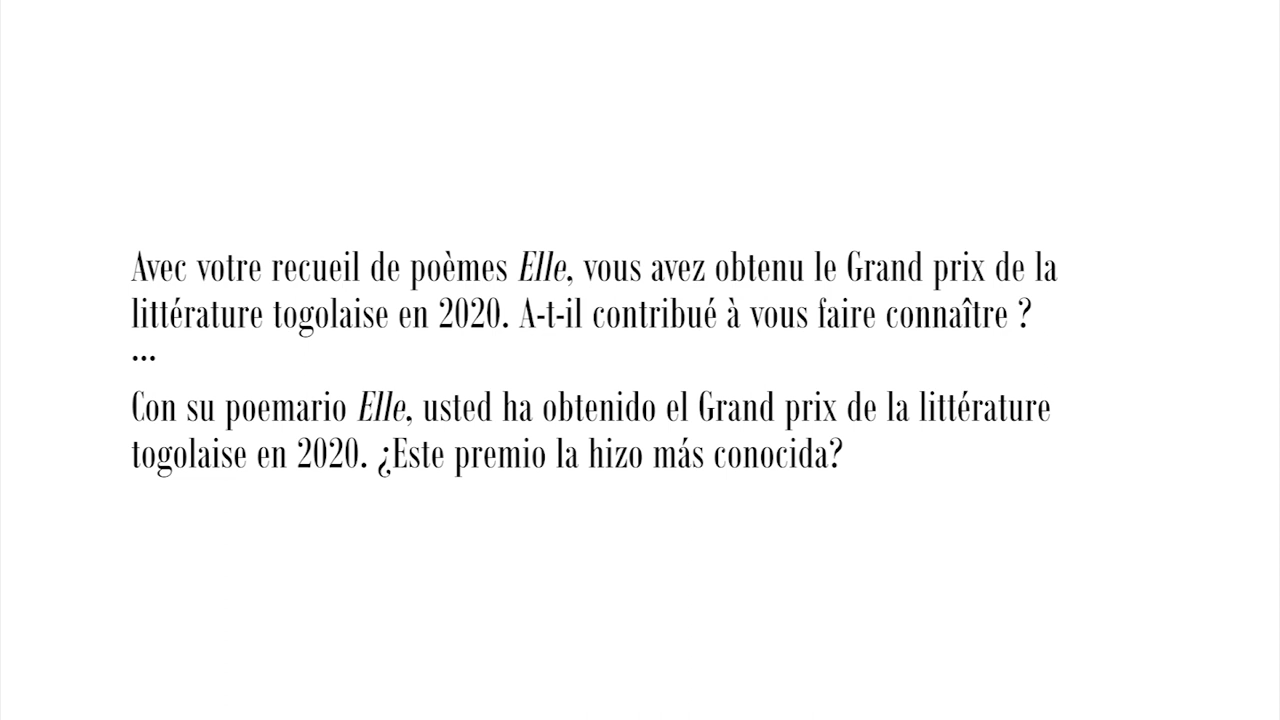 Avec votre recueil de poèmes Elle, vous avez obtenu le Grand prix de la
littérature togolaise en 2020. A-t-il contribué à vous faire connaître ?
...
Con su poemario Elle, usted ha obtenido el Grand prix de la littérature
togolaise en 2020. ¿Este premio la hizo más conocida?